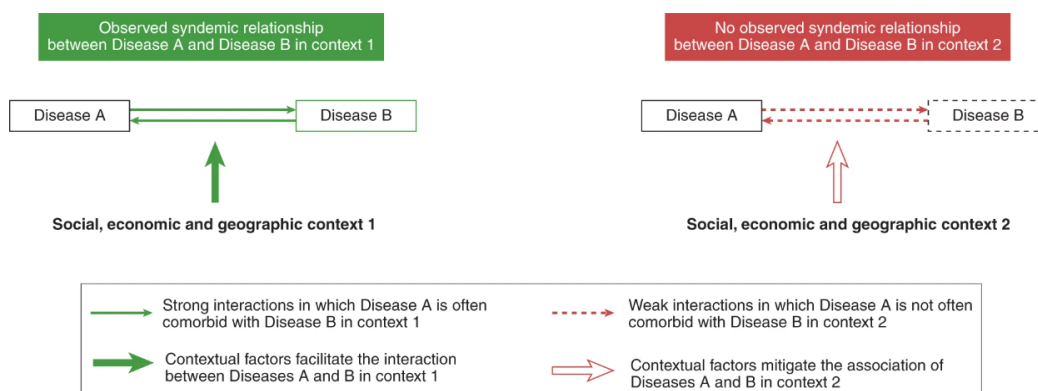 Observed syndemic relationship
between Disease A and Disease B in context 1
No observed syndemic relationship
between Disease A and Disease B in context 2
Disease A
Disease B
Disease A
Disease B
Social, economic and geographic context 1
Social, economic and geographic context 2
Strong interactions in which Disease A is often
comorbid with Disease B in context 1
Weak interactions in which Disease A is not often
comorbid with Disease B in context 2
Contextual factors facilitate the interaction
between Diseases A and B in context 1
Contextual factors mitigate the association of
Diseases A and B in context 2